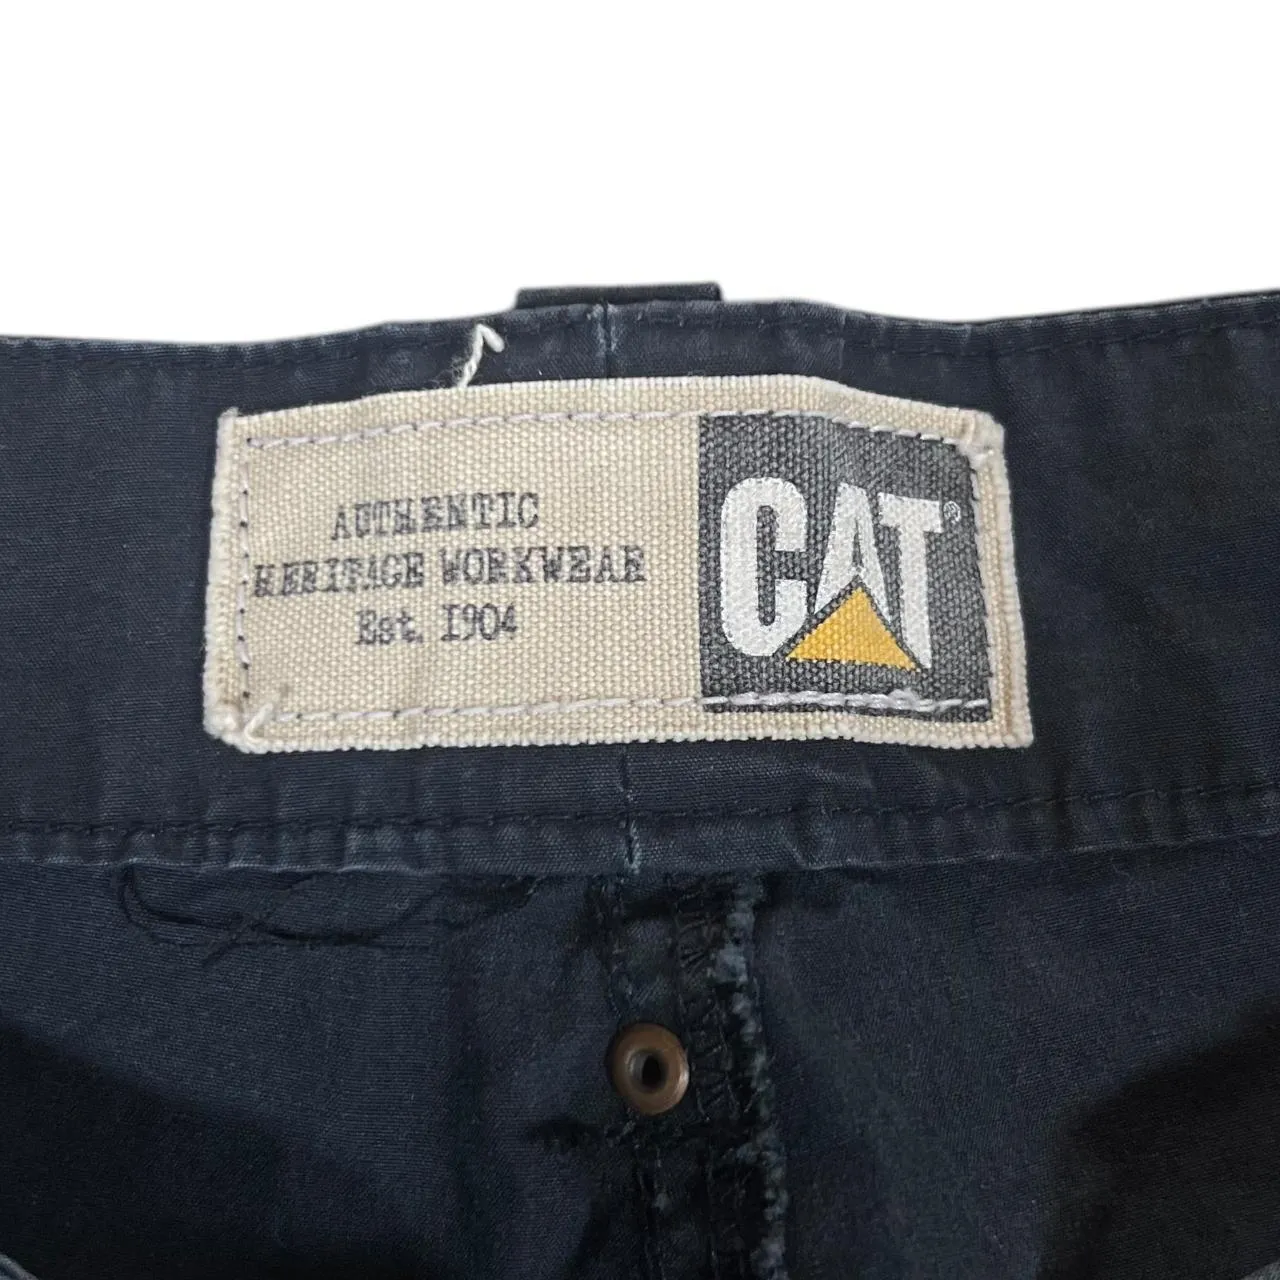 AUTHENTIC
HERITAGE WORKWEAR
Est. 1904
CAT®